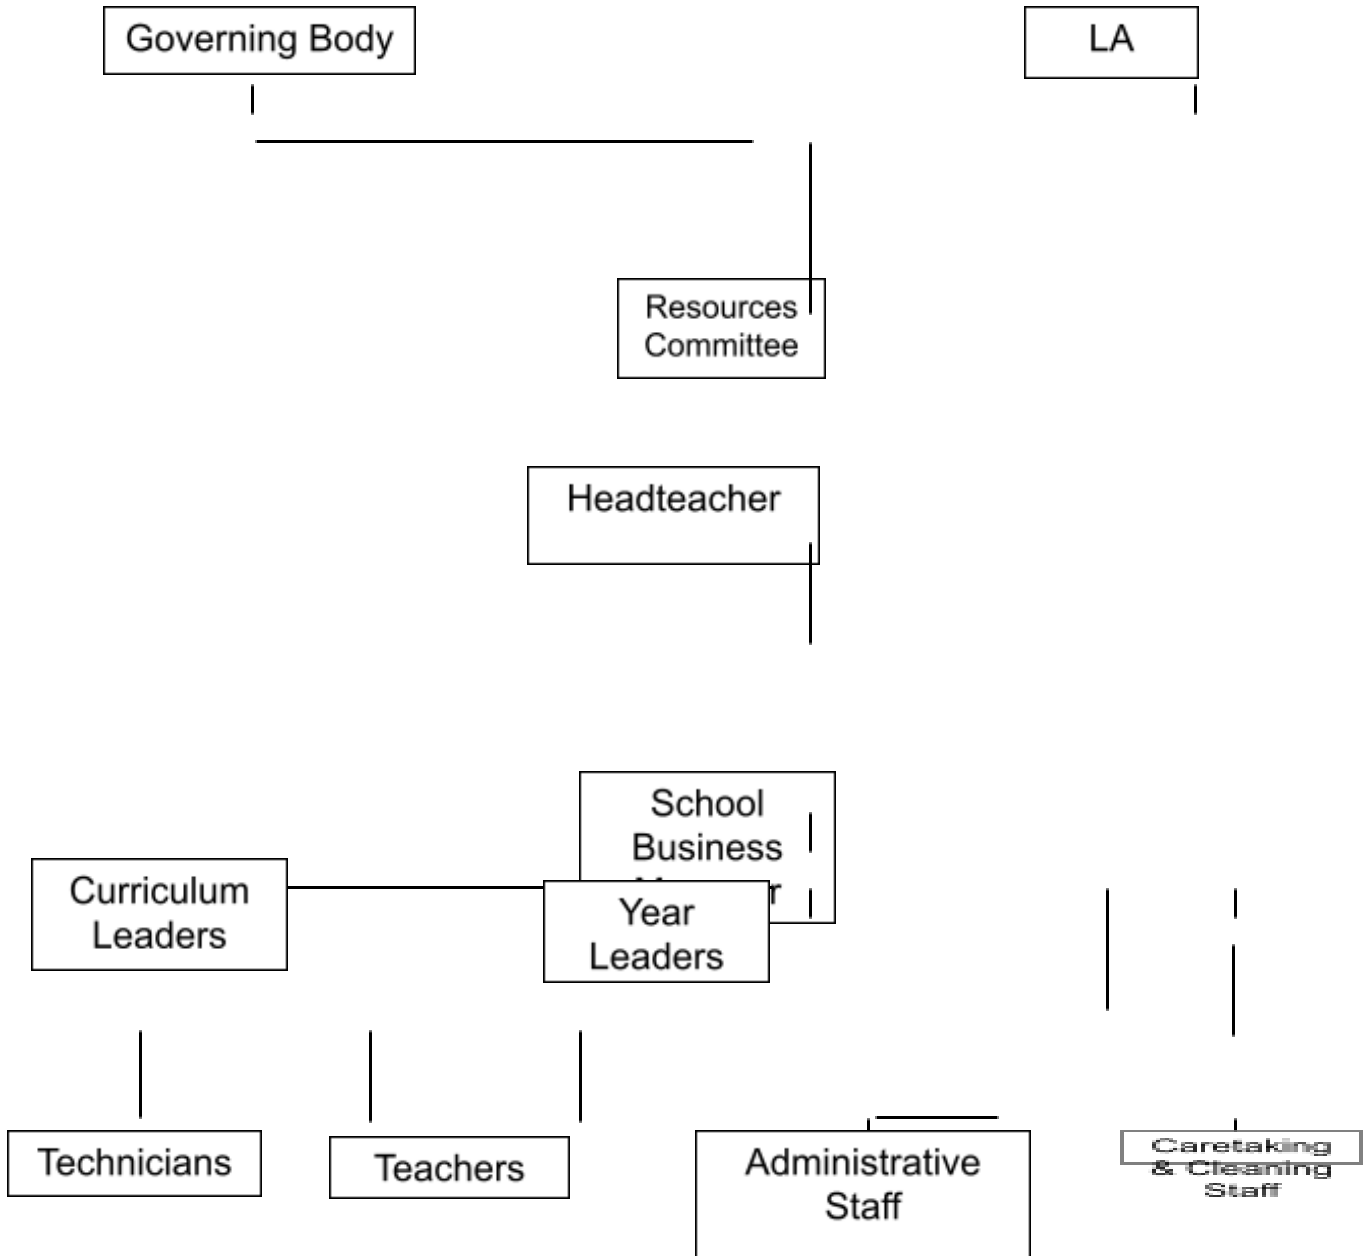 Governing Body
LA
Resources
Committee
Headteacher
School
Business
Curriculum
Leaders
Year
Leaders
Technicians
Teachers
Administrative
Staff
Caretaking
& Cleaning
Staff